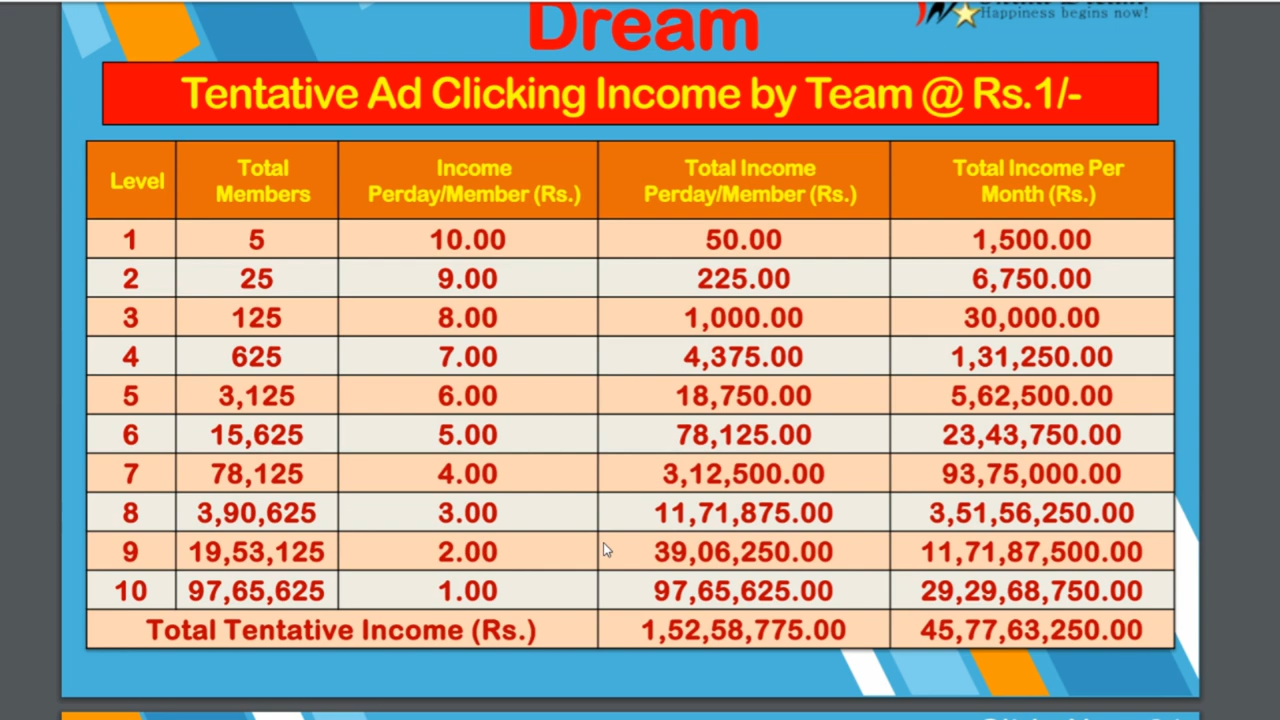 Dream
Happiness begins now!
Tentative Ad Clicking Income by Team @ Rs.1/-
Level Total Members Income Perday/Member (Rs.) Total Income Perday/Member (Rs.) Total Income Per Month (Rs.)
1 5 10.00 50.00 1,500.00
2 25 9.00 225.00 6,750.00
3 125 8.00 1,000.00 30,000.00
4 625 7.00 4,375.00 1,31,250.00
5 3,125 6.00 18,750.00 5,62,500.00
6 15,625 5.00 78,125.00 23,43,750.00
7 78,125 4.00 3,12,500.00 93,75,000.00
8 3,90,625 3.00 11,71,875.00 3,51,56,250.00
9 19,53,125 2.00 39,06,250.00 11,71,87,500.00
10 97,65,625 1.00 97,65,625.00 29,29,68,750.00
Total Tentative Income (Rs.) 1,52,58,775.00 45,77,63,250.00